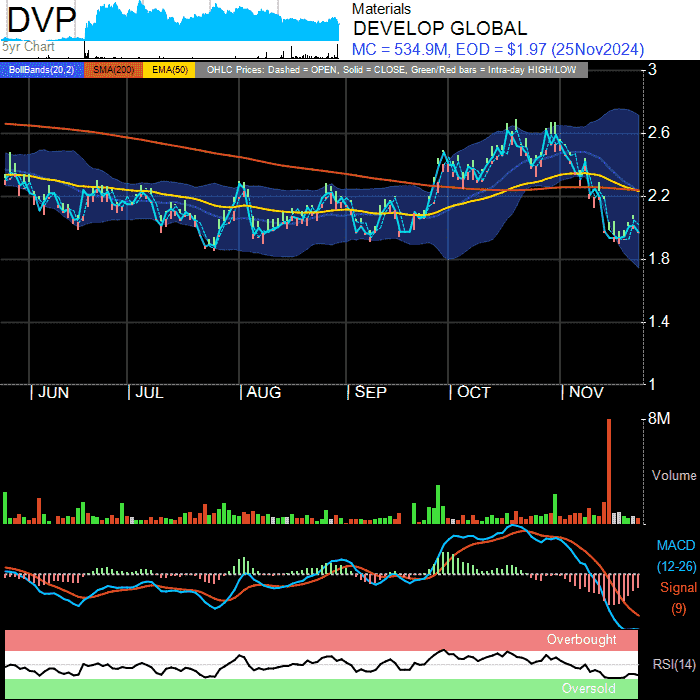 DVP
5yr Chart
Materials
DEVELOP GLOBAL
MC = 534.9M, EOD = $1.97 (25Nov2024)
BollBands(20,2) SMA(200) EMA(50) OHLC Prices: Dashed = OPEN, Solid = CLOSE, Green/Red bars = Intra-day HIGH/LOW
3
2.6
2.2
1.8
1.4
1
JUN JUL AUG SEP OCT NOV
8M
Volume
MACD
(12-26)
Signal
(9)
Overbought
RSI(14)
Oversold